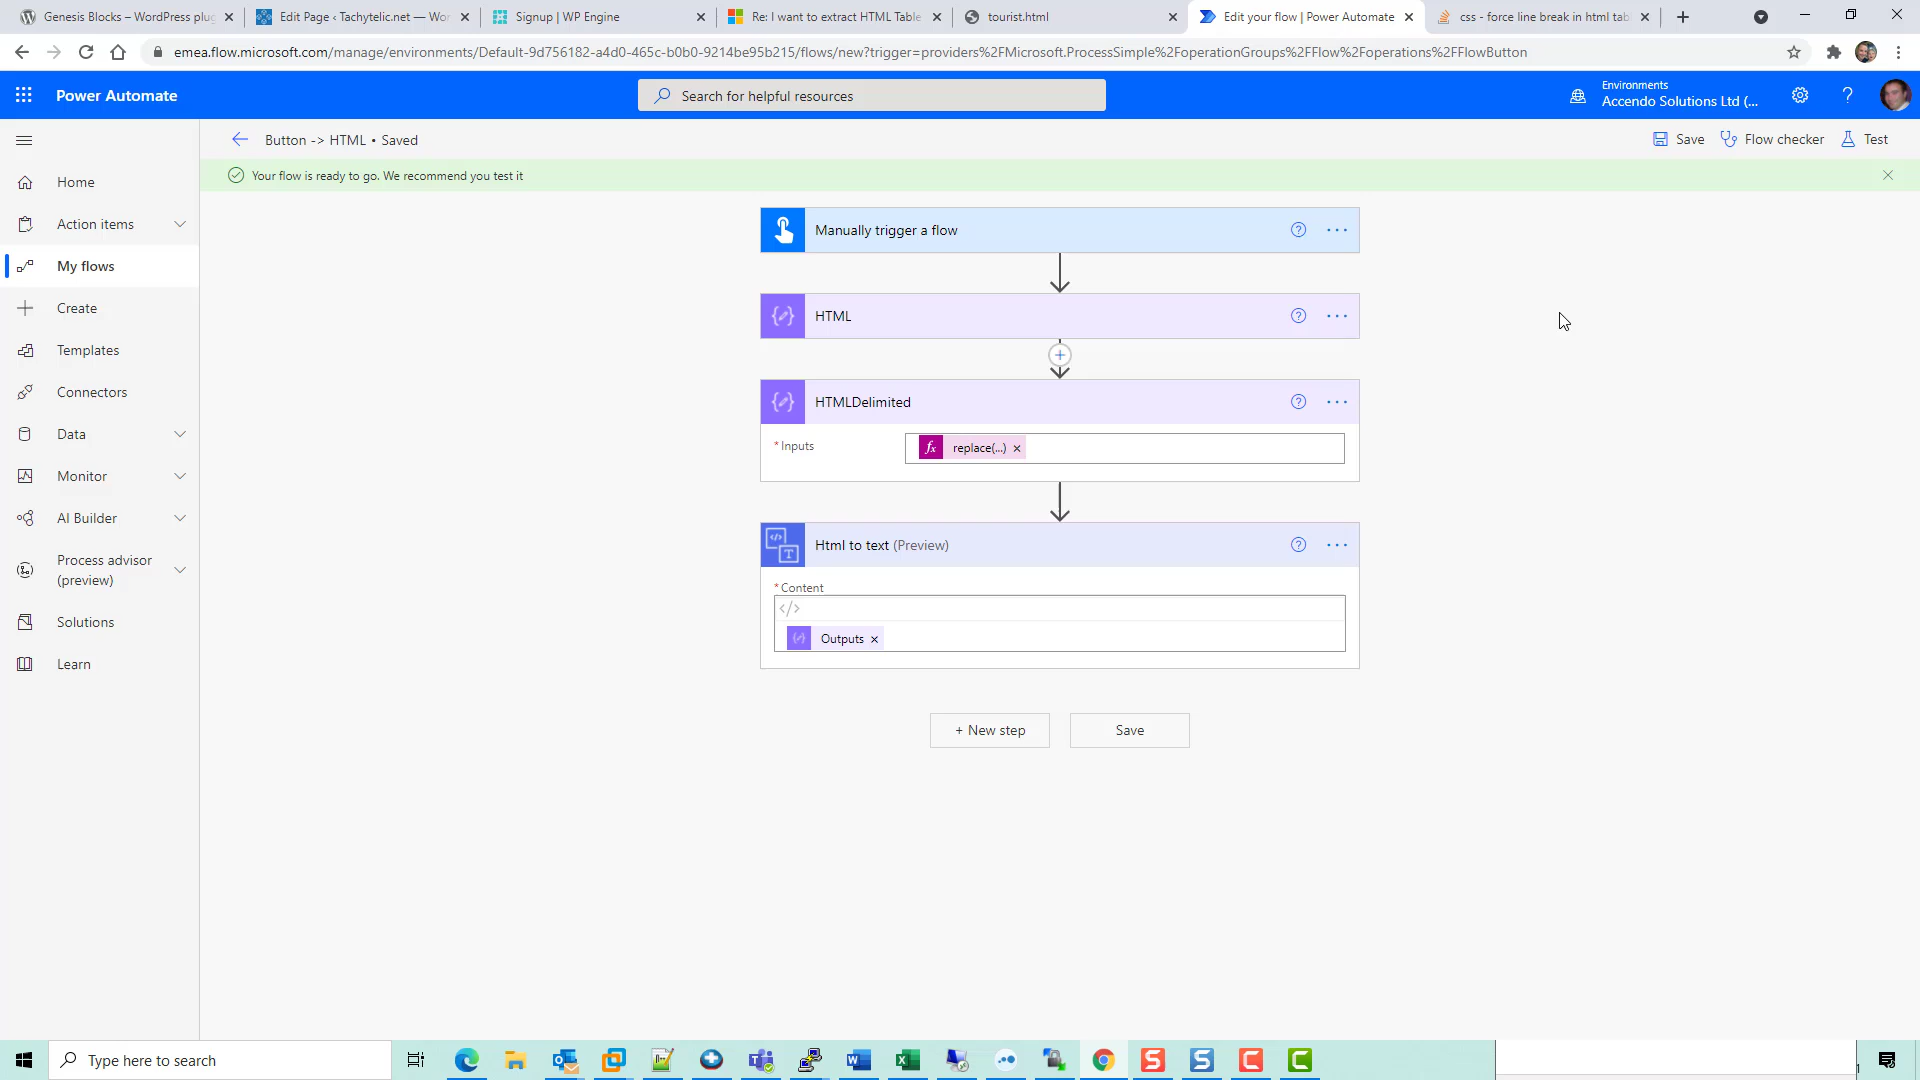 Genesis Blocks – WordPress plug
Edit Page ‹ Tachytelic.net — Wor
Signup | WP Engine
Re: I want to extract HTML Table
tourist.html
Edit your flow | Power Automate
css - force line break in html tabl
emea.flow.microsoft.com/manage/environments/Default-9d756182-a4d0-465c-b0b0-9214be95b215/flows/new?trigger=providers%2FMicrosoft.ProcessSimple%2FoperationGroups%2FFlow%2Foperations%2FFlowButton
Power Automate
Search for helpful resources
Environments
Accendo Solutions Ltd (...
Button -> HTML • Saved
Save
Flow checker
Test
Your flow is ready to go. We recommend you test it
Home
Action items
My flows
Create
Templates
Connectors
Data
Monitor
AI Builder
Process advisor
(preview)
Solutions
Learn
Manually trigger a flow
HTML
HTMLDelimited
* Inputs
fx
replace(...)
Html to text (Preview)
* Content
</>
Outputs
+ New step
Save
Type here to search